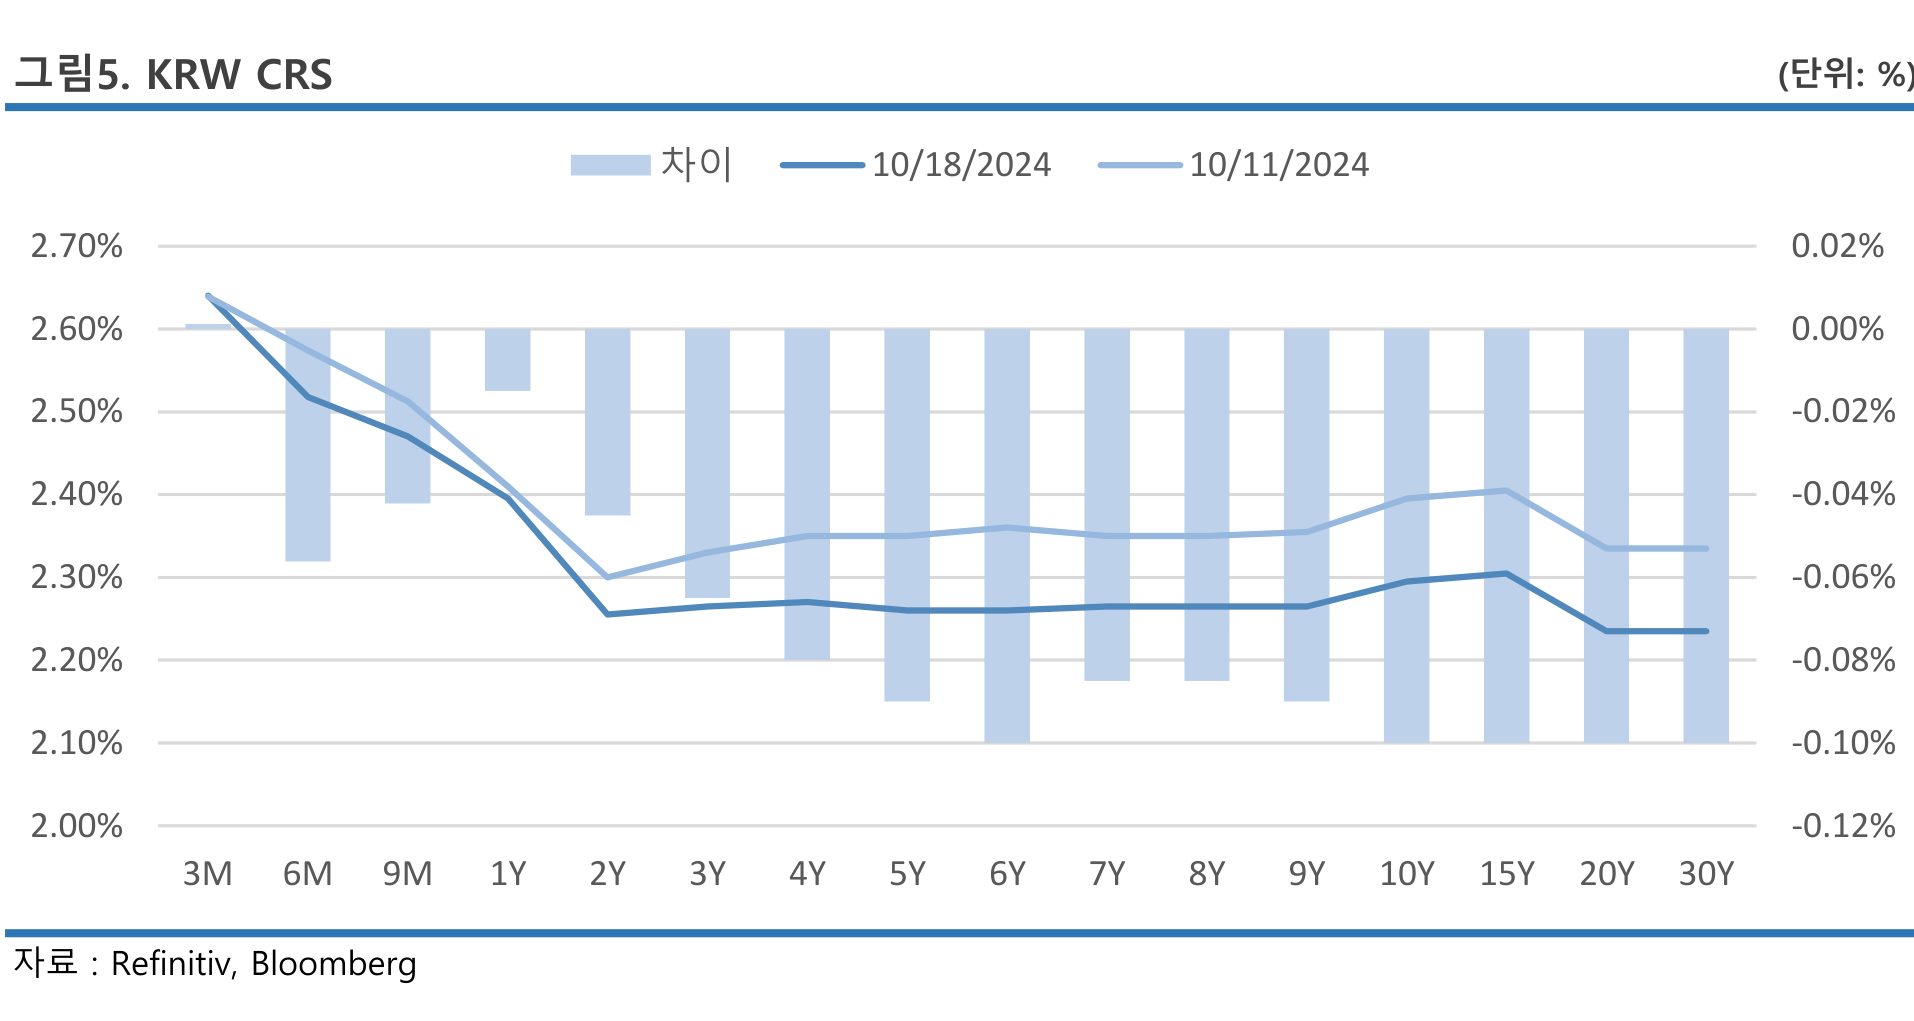 그림5. KRW CRS (단위: %)
차이 10/18/2024 10/11/2024
2.70% 0.02%
2.60% 0.00%
2.50% -0.02%
2.40% -0.04%
2.30% -0.06%
2.20% -0.08%
2.10% -0.10%
2.00% -0.12%
3M 6M 9M 1Y 2Y 3Y 4Y 5Y 6Y 7Y 8Y 9Y 10Y 15Y 20Y 30Y
자료 : Refinitiv, Bloomberg